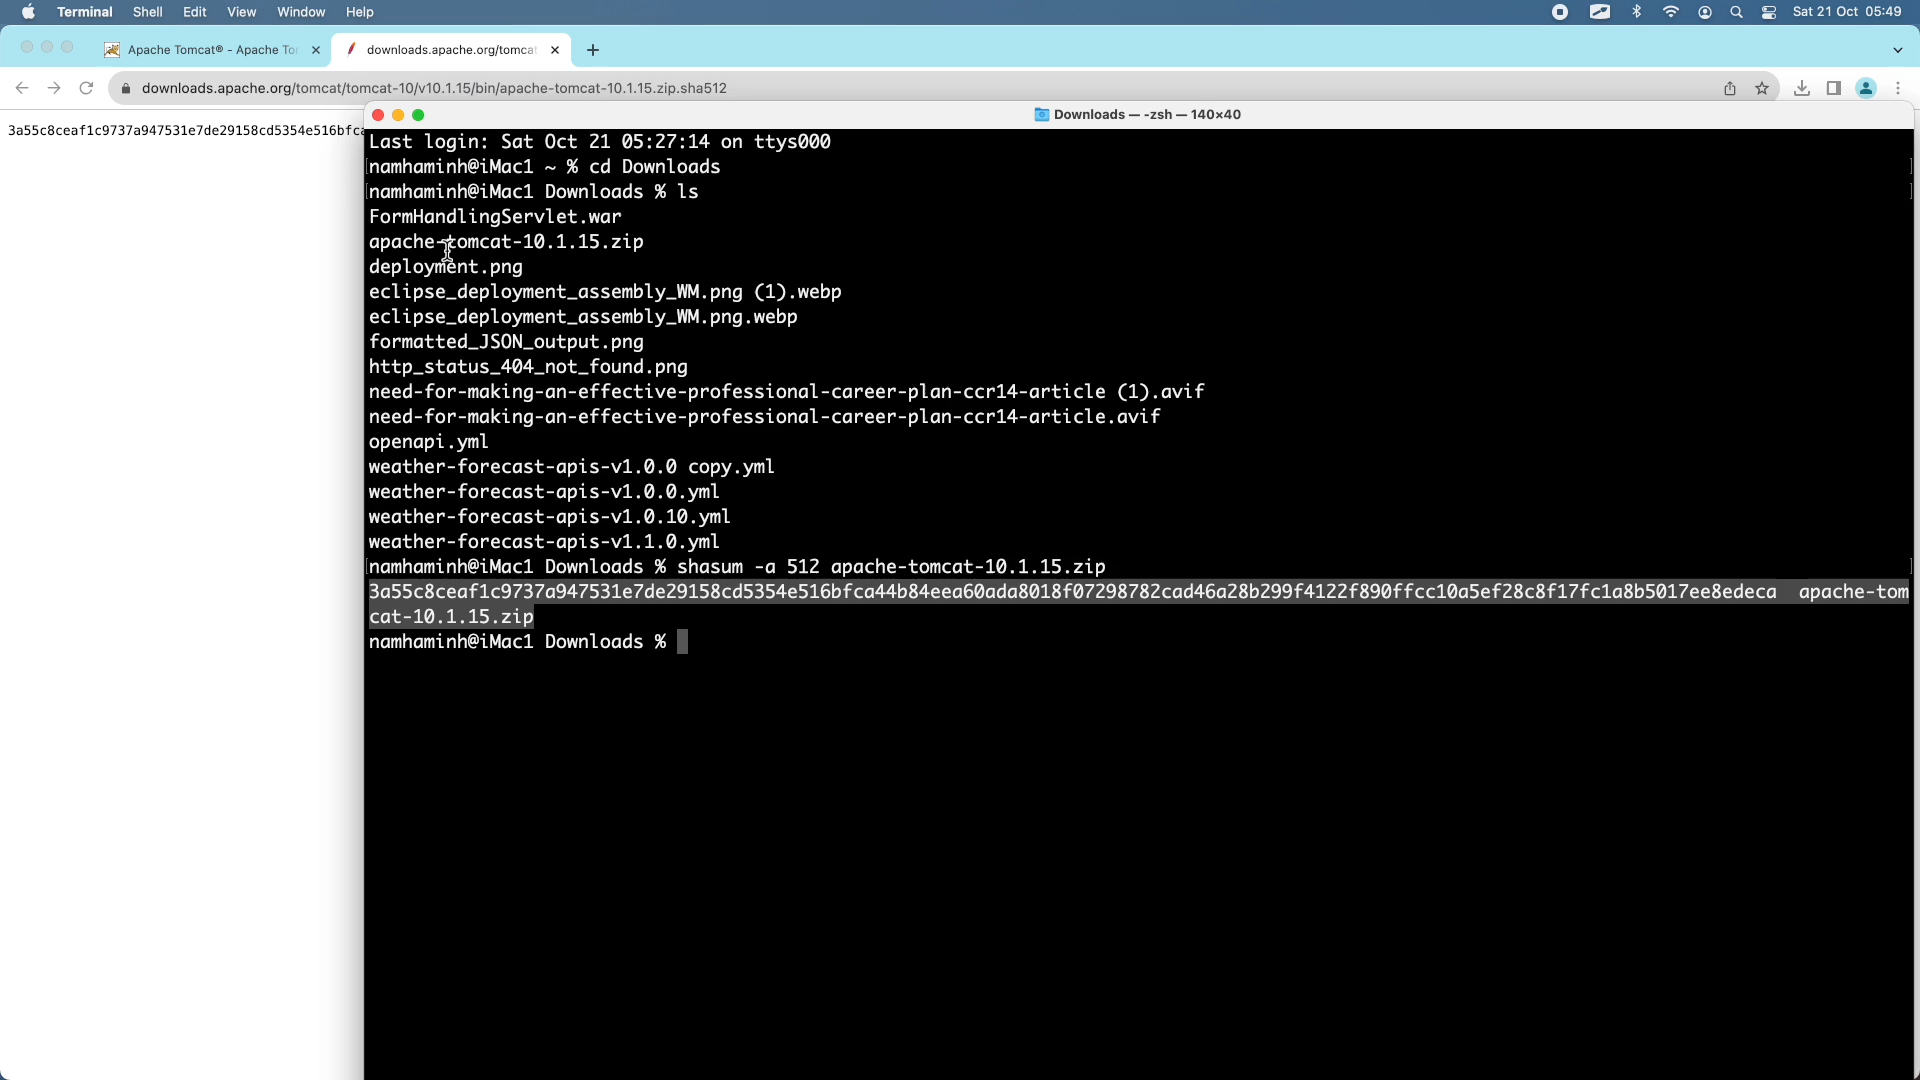 Terminal Shell Edit View Window Help Sat 21 Oct 05:49
Apache Tomcat® - Apache To downloads.apache.org/tomca
downloads.apache.org/tomcat/tomcat-10/v10.1.15/bin/apache-tomcat-10.1.15.zip.sha512
Downloads — -zsh — 140×40
3a55c8ceaf1c9737a947531e7de29158cd5354e516bfca
Last login: Sat Oct 21 05:27:14 on ttys000
namhaminh@iMac1 ~ % cd Downloads
namhaminh@iMac1 Downloads % ls
FormHandlingServlet.war
apache-tomcat-10.1.15.zip
deployment.png
eclipse_deployment_assembly_WM.png (1).webp
eclipse_deployment_assembly_WM.png.webp
formatted_JSON_output.png
http_status_404_not_found.png
need-for-making-an-effective-professional-career-plan-ccr14-article (1).avif
need-for-making-an-effective-professional-career-plan-ccr14-article.avif
openapi.yml
weather-forecast-apis-v1.0.0 copy.yml
weather-forecast-apis-v1.0.0.yml
weather-forecast-apis-v1.0.10.yml
weather-forecast-apis-v1.1.0.yml
namhaminh@iMac1 Downloads % shasum -a 512 apache-tomcat-10.1.15.zip
3a55c8ceaf1c9737a947531e7de29158cd5354e516bfca44b84eea60ada8018f07298782cad46a28b299f4122f890ffcc10a5ef28c8f17fc1a8b5017ee8edeca apache-tom
cat-10.1.15.zip
namhaminh@iMac1 Downloads %